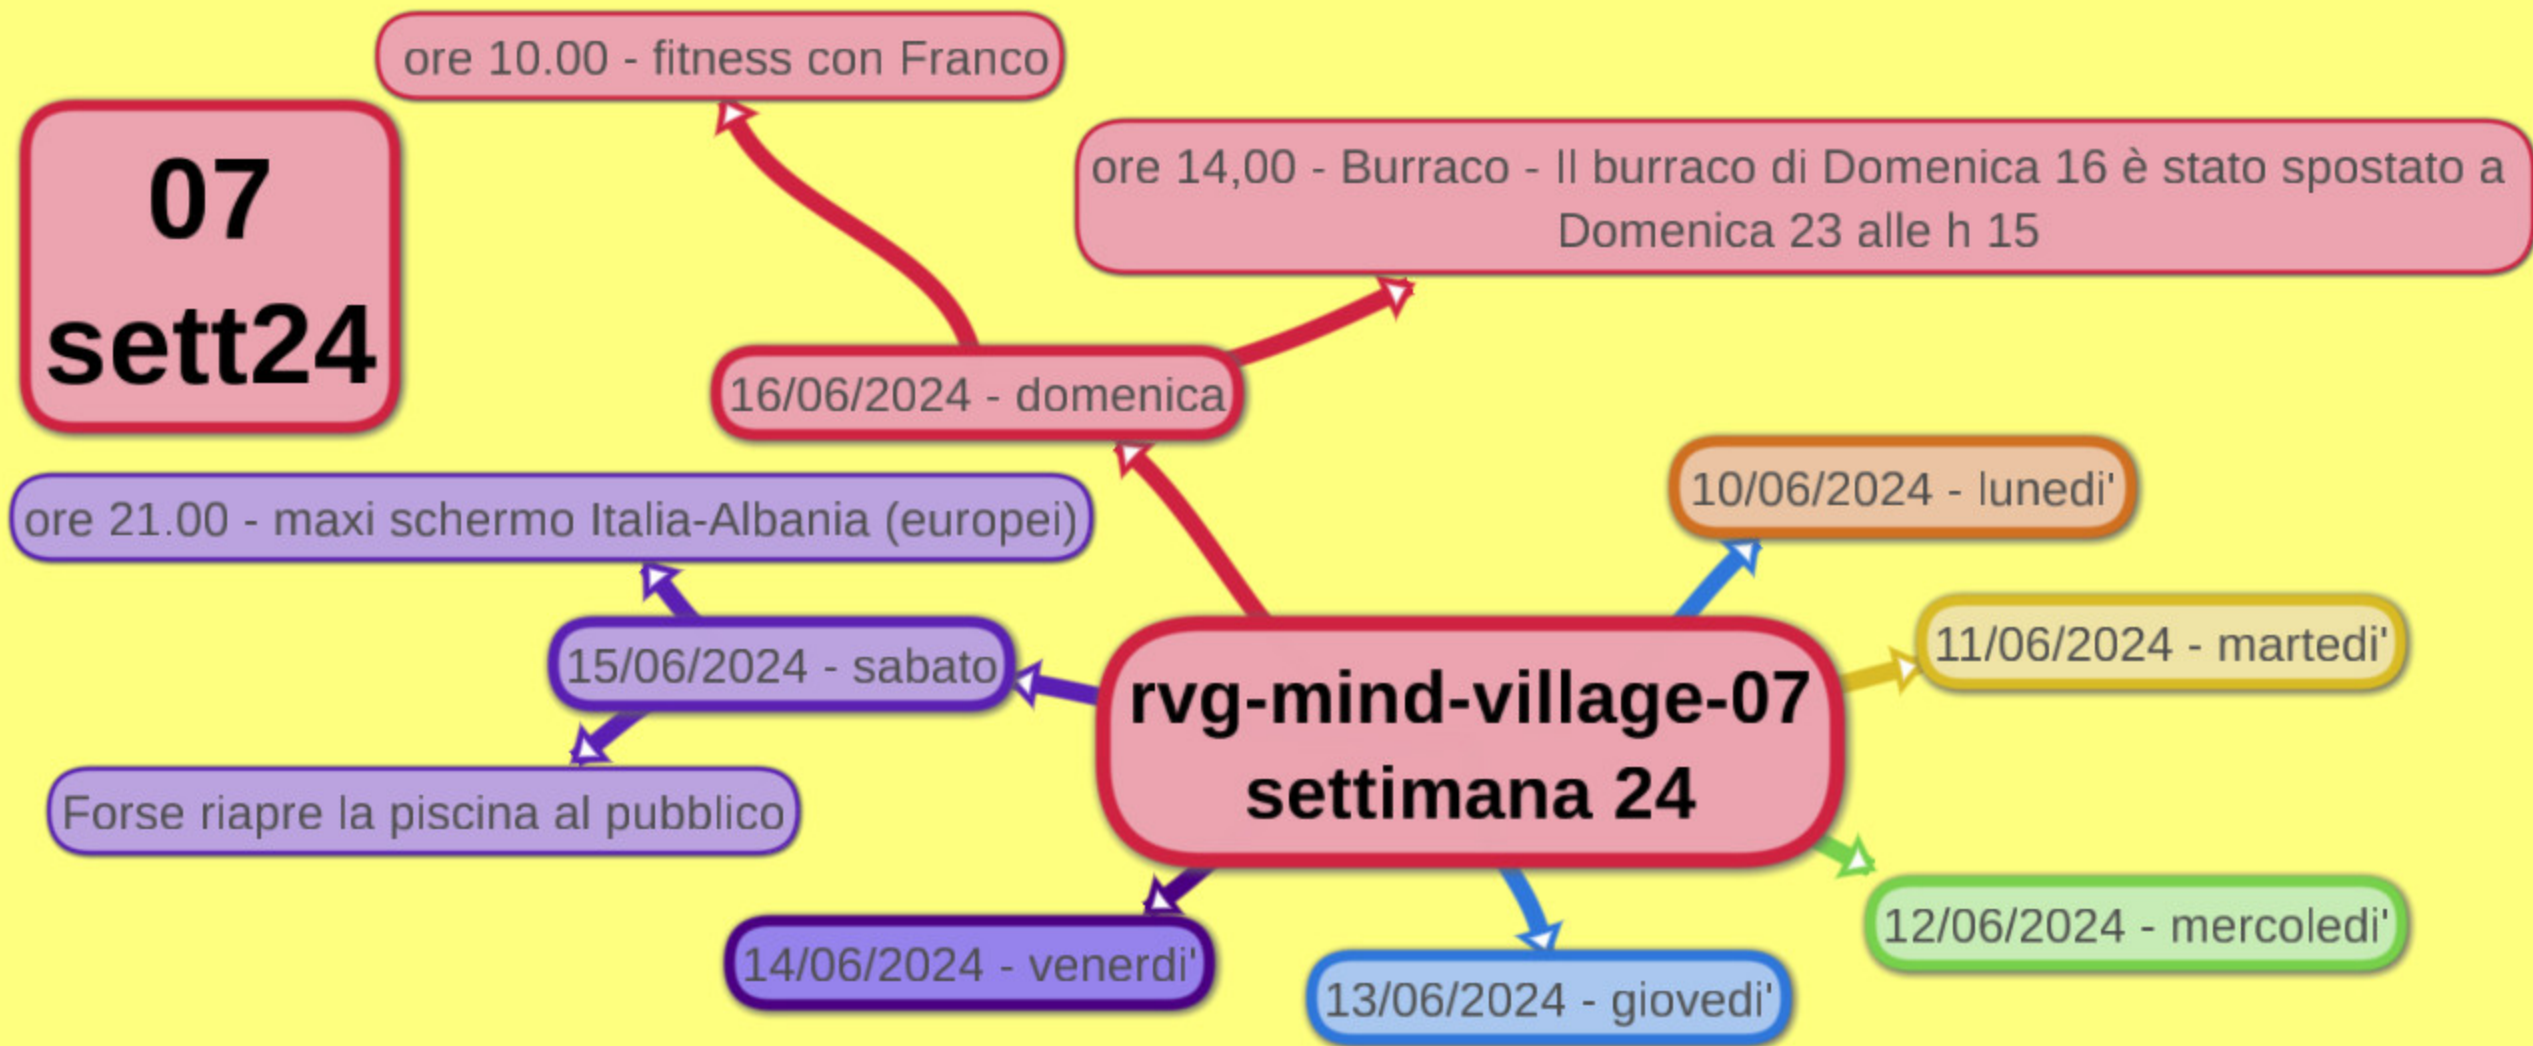 ore 10.00 - fitness con Franco
07
sett24
ore 14,00 - Burraco - Il burraco di Domenica 16 è stato spostato a
Domenica 23 alle h 15
16/06/2024 - domenica
10/06/2024 - lunedi'
ore 21.00 - maxi schermo Italia-Albania (europei)
11/06/2024 - martedi'
15/06/2024 - sabato
rvg-mind-village-07
settimana 24
Forse riapre la piscina al pubblico
12/06/2024 - mercoledi'
14/06/2024 - venerdi'
13/06/2024 - giovedi'